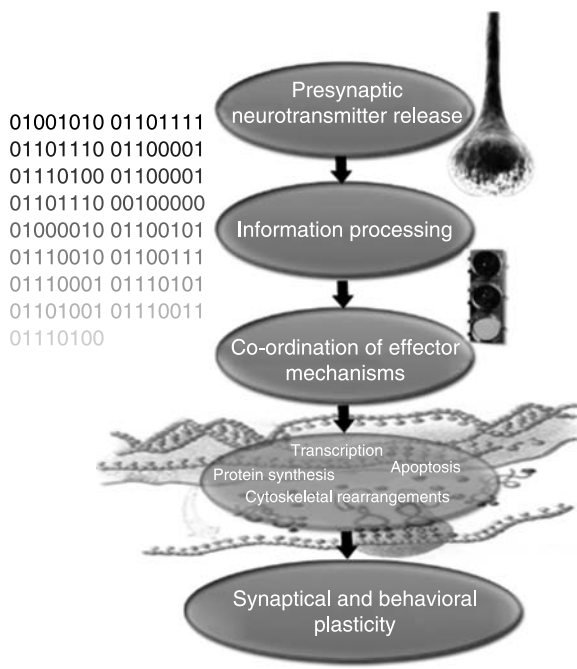 Presynaptic
neurotransmitter release
01001010 01101111
01101110 01100001
01110100 01100001
01101110 00100000
01000010 01100101
01110010 01100111
01110001 01110101
01101001 01110011
01110100
Information processing
Co-ordination of effector
mechanisms
Transcription
Protein synthesis
Apoptosis
Cytoskeletal rearrangements
Synaptical and behavioral
plasticity